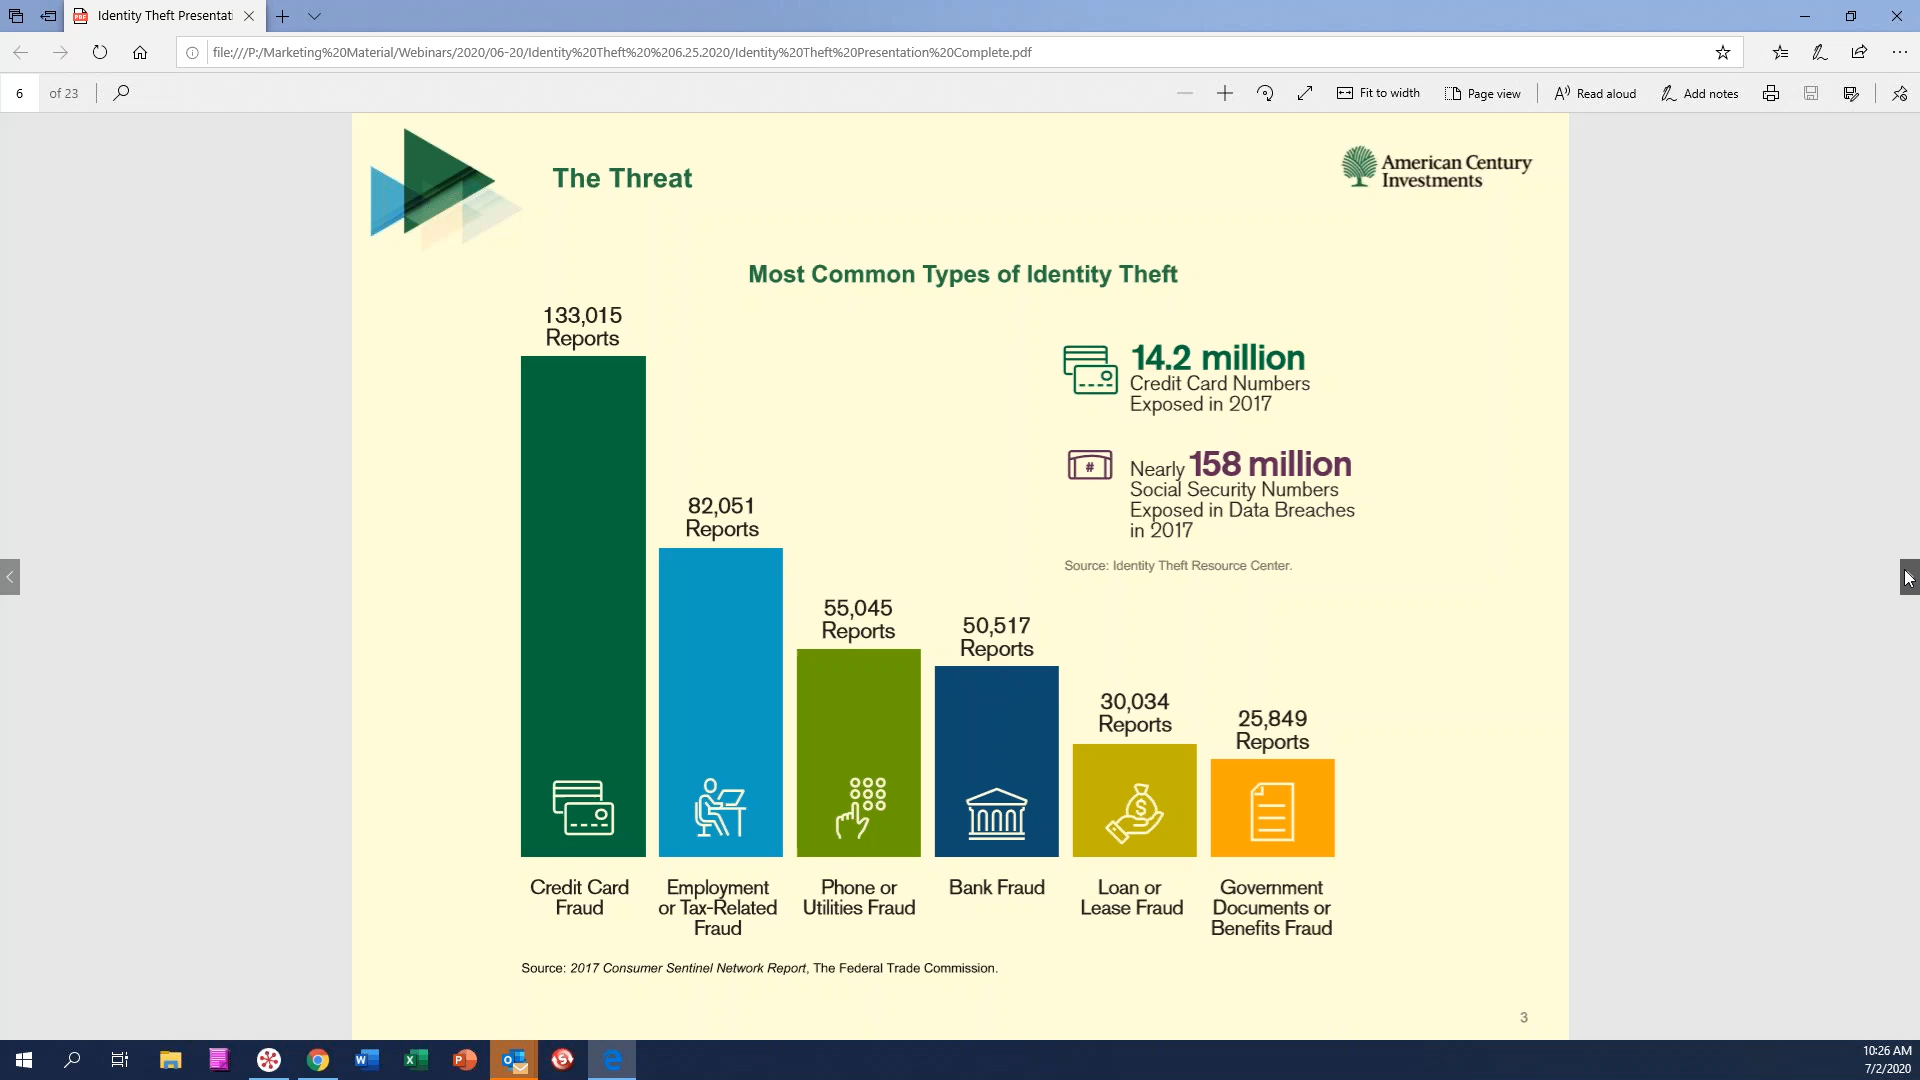 Identity Theft Presentati
file:///P:/Marketing%20Material/Webinars/2020/06-20/Identity%20Theft%20%206.25.2020/Identity%20Theft%20Presentation%20Complete.pdf
6 of 23
Fit to width
Page view
Read aloud
Add notes
The Threat
American Century
Investments
Most Common Types of Identity Theft
133,015
Reports
14.2 million
Credit Card Numbers
Exposed in 2017
Nearly 158 million
Social Security Numbers
Exposed in Data Breaches
in 2017
Source: Identity Theft Resource Center.
82,051
Reports
55,045
Reports
50,517
Reports
30,034
Reports
25,849
Reports
Credit Card
Fraud
Employment
or Tax-Related
Fraud
Phone or
Utilities Fraud
Bank Fraud
Loan or
Lease Fraud
Government
Documents or
Benefits Fraud
Source: 2017 Consumer Sentinel Network Report, The Federal Trade Commission.
3
10:26 AM
7/2/2020